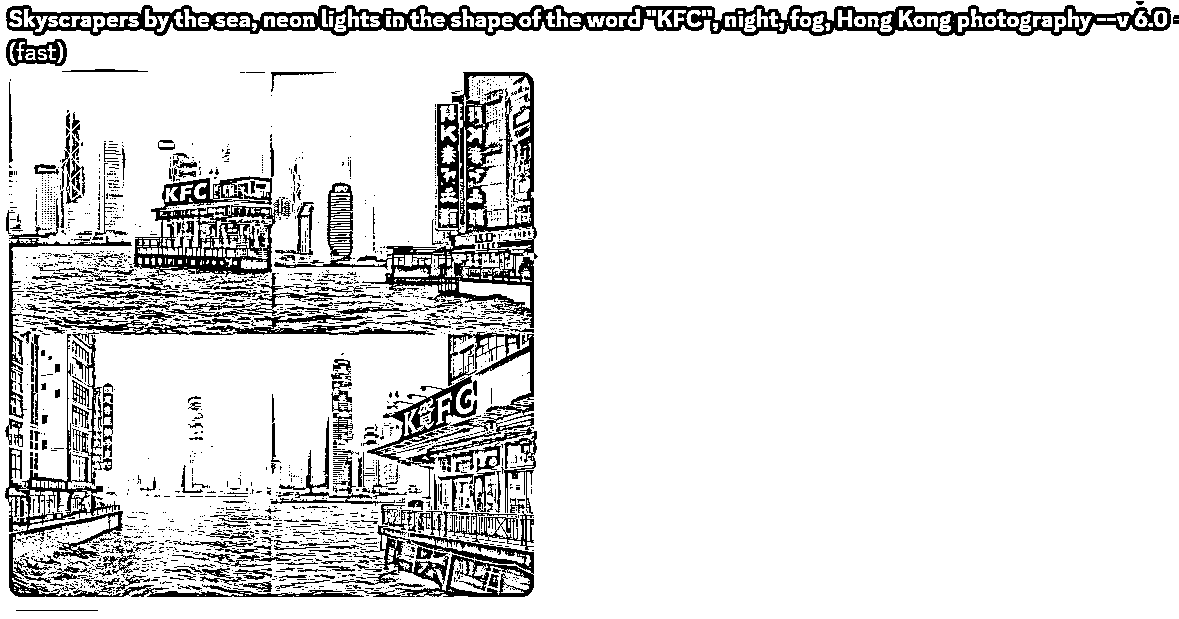 Skyscrapers by the sea, neon lights in the shape of the word "KFC", night, fog, Hong Kong photography --v 6.0 -
(fast)
KFC
KFC